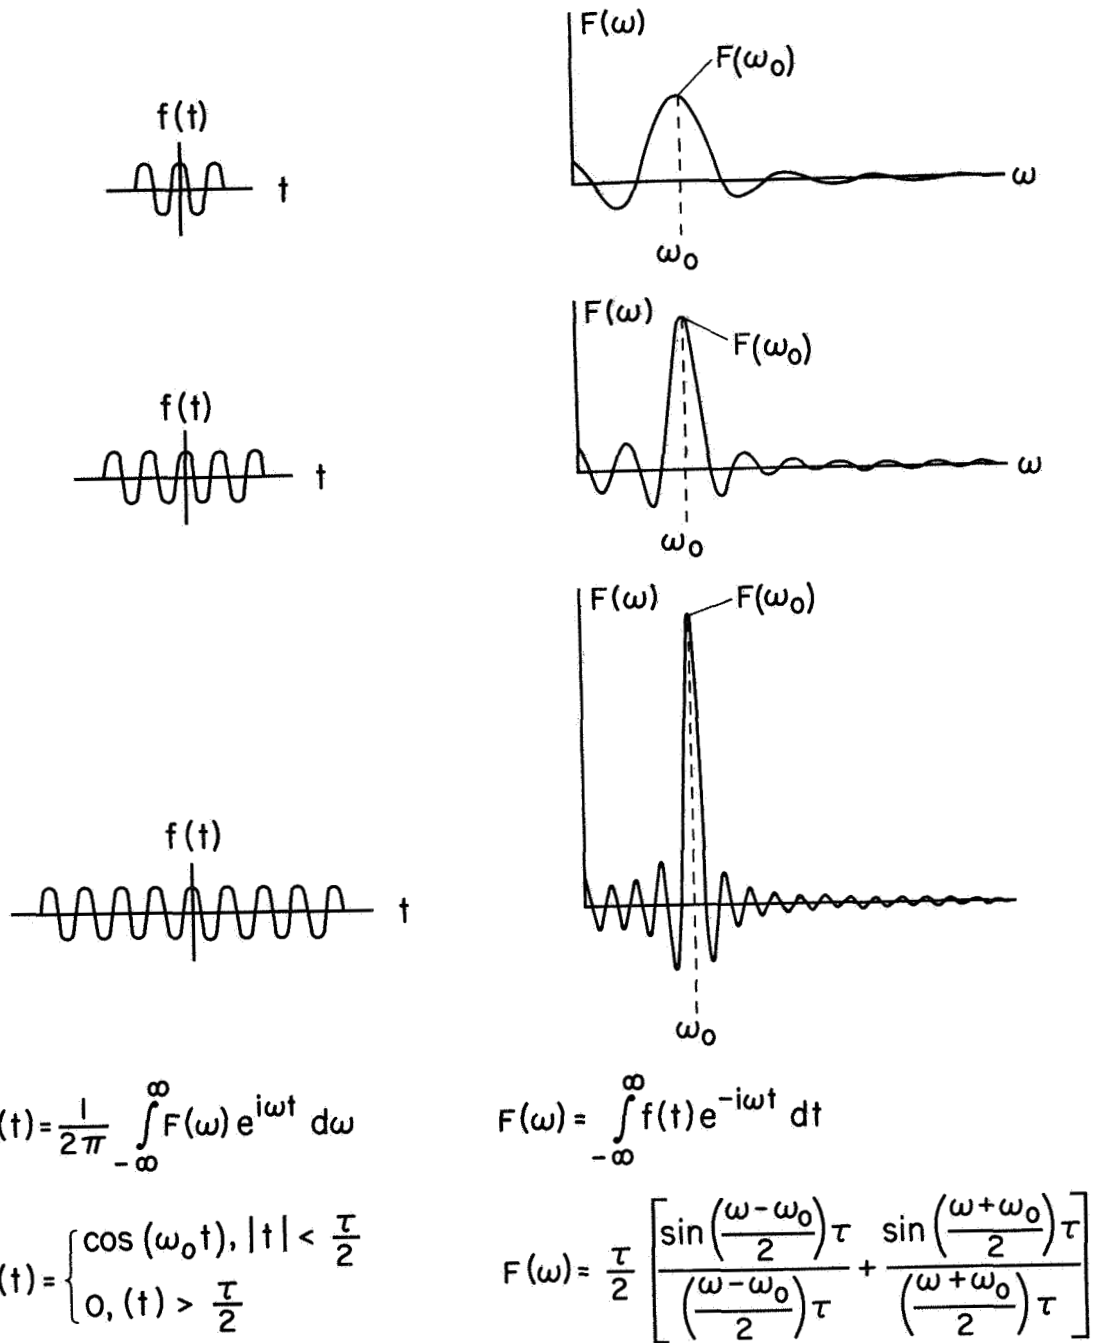 F(ω)
F(ω₀)
f(t)
t
ω
ω₀
F(ω)
F(ω₀)
f(t)
t
ω
ω₀
F(ω)
F(ω₀)
f(t)
t
ω₀
(t) = 1/2π ∫_{-∞}^{∞} F(ω) e^{iωt} dω
F(ω) = ∫_{-∞}^{∞} f(t) e^{-iωt} dt
(t) = { cos (ω₀t), |t| < τ/2
0, (t) > τ/2
F(ω) = τ/2 [ sin ((ω-ω₀)/2) τ / ((ω-ω₀)/2) τ + sin ((ω+ω₀)/2) τ / ((ω+ω₀)/2) τ ]